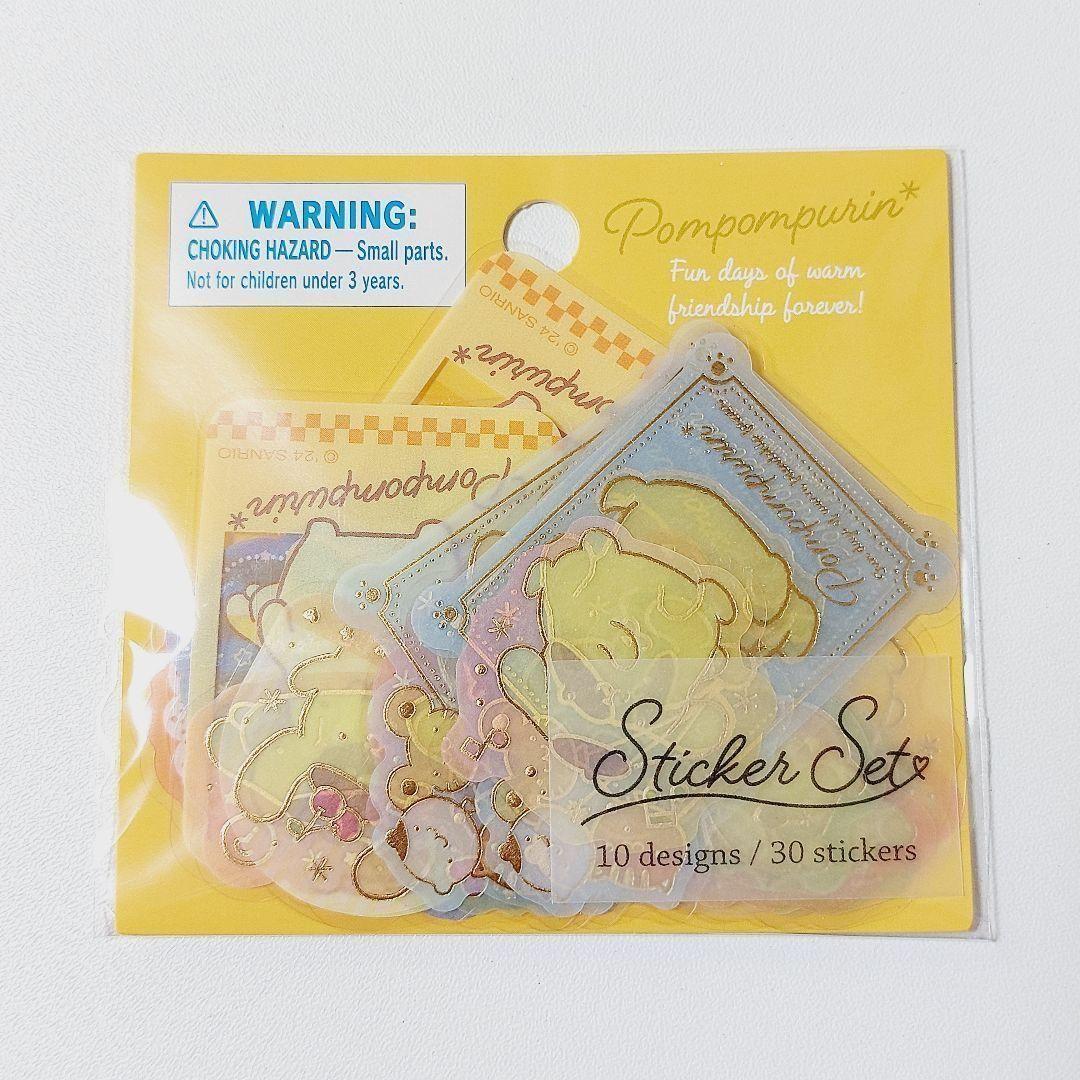 ⚠ WARNING:
CHOKING HAZARD — Small parts.
Not for children under 3 years.
Pompompurin*
Fun days of warm
friendship forever!
© '24 SANRIO
Pompompurin*
© '24 SANRIO
Pompompurin*
Pompompurin*
Pompompurin
Sticker Set
10 designs / 30 stickers